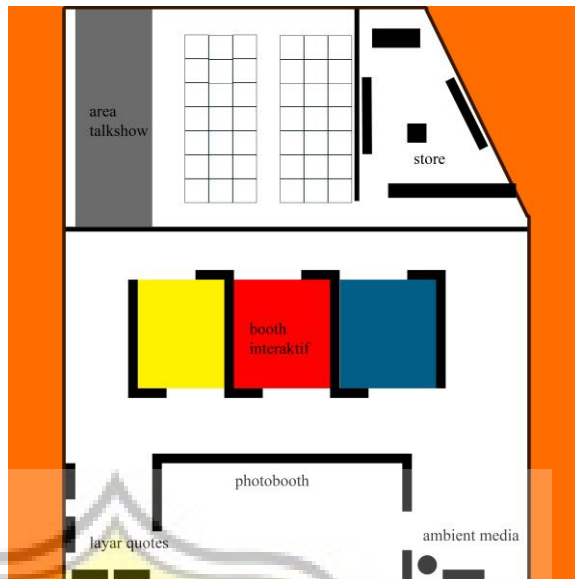 area
talkshow
store
booth
interaktif
photobooth
layar quotes
ambient media